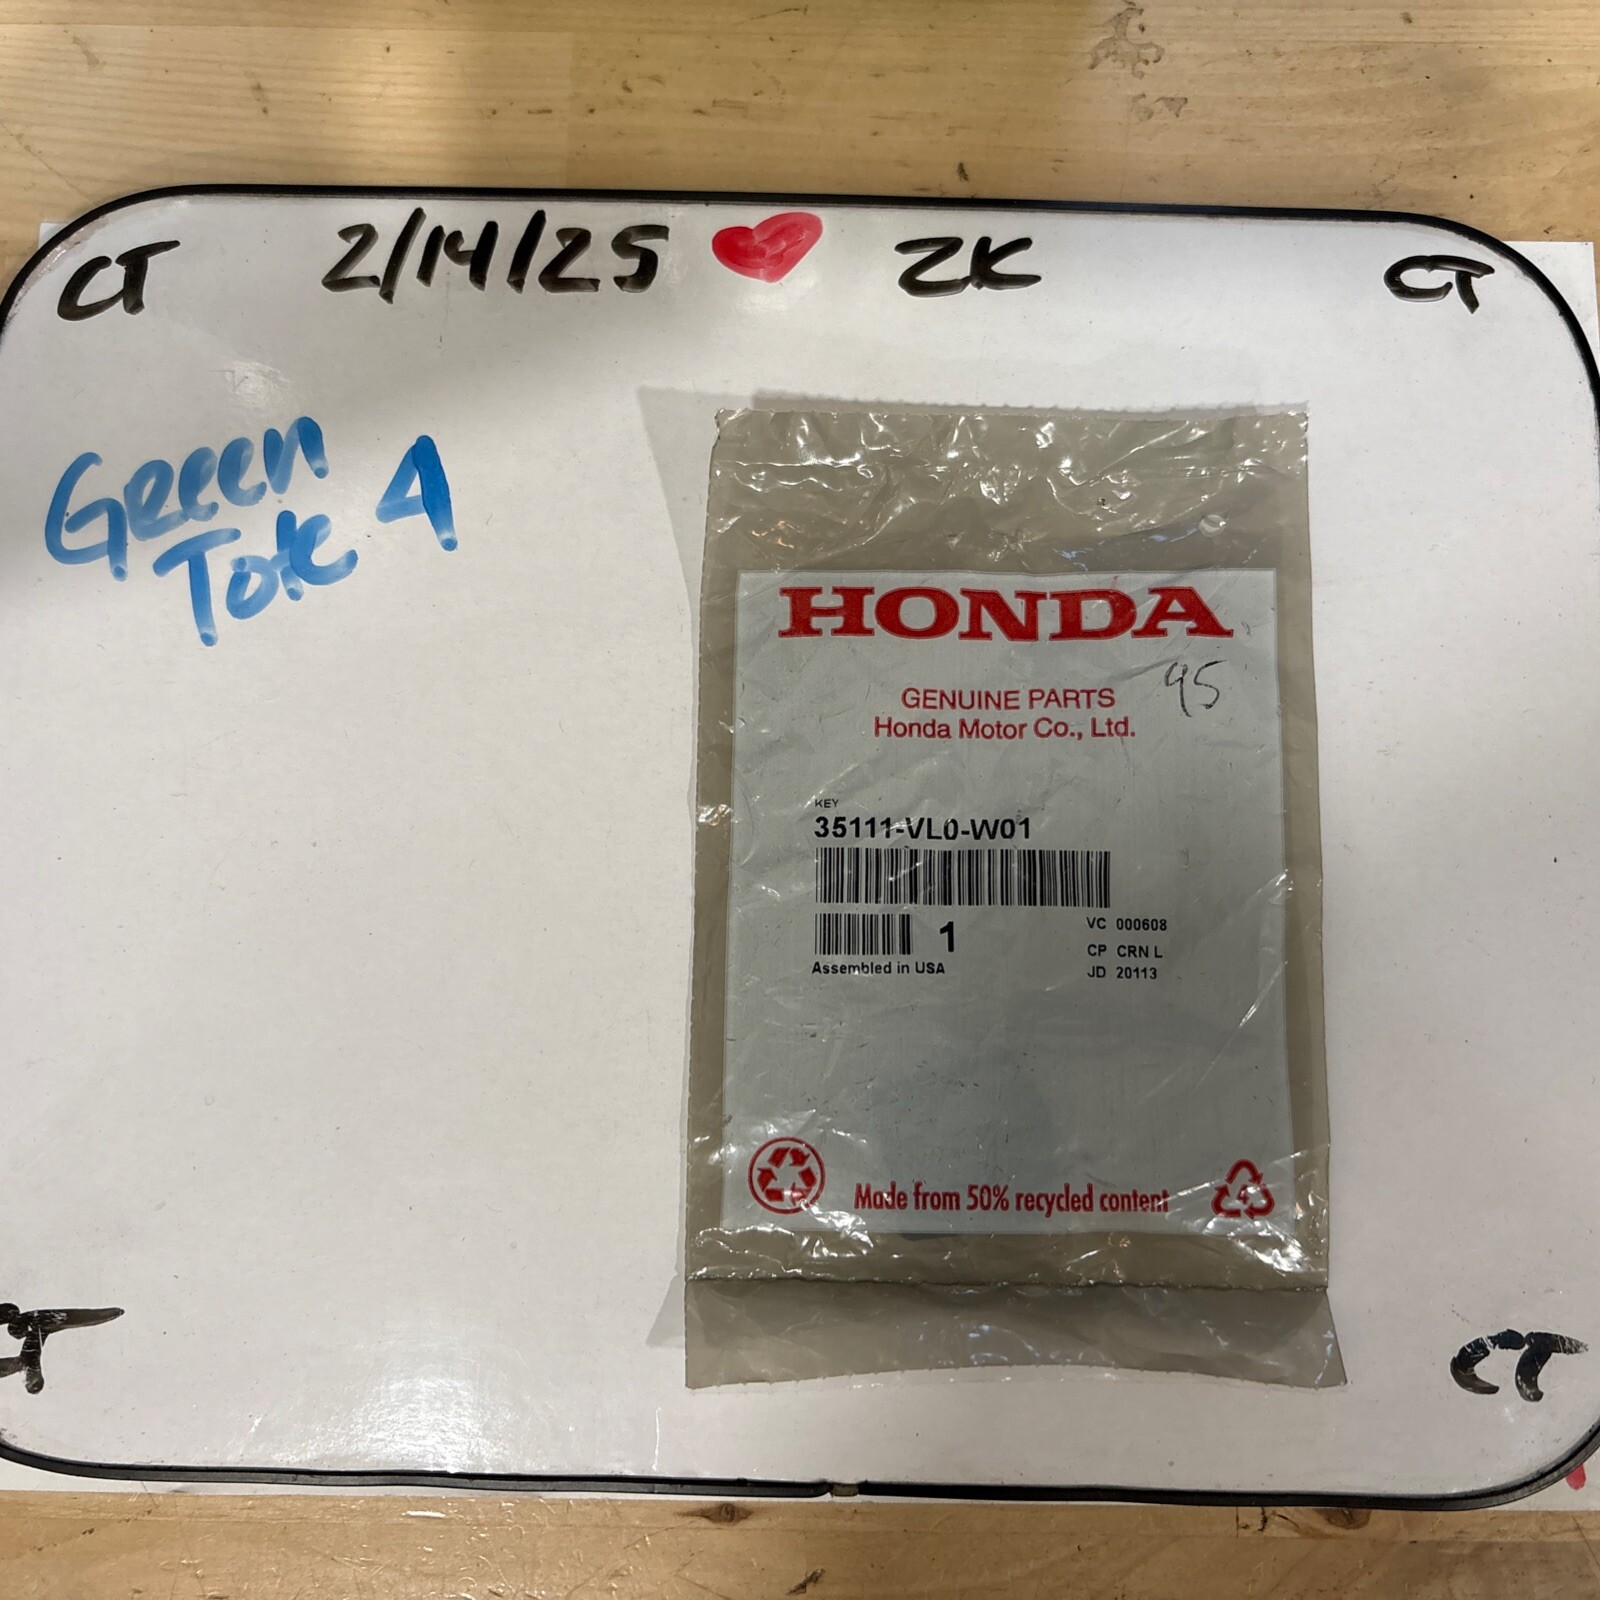 CT 2/14/25 ZK CT
Green
Tote 4
HONDA
95
GENUINE PARTS
Honda Motor Co., Ltd.
KEY
35111-VL0-W01
1
VC 000608
CP CRN L
Assembled in USA
JD 20113
Made from 50% recycled content
4
CT
CT